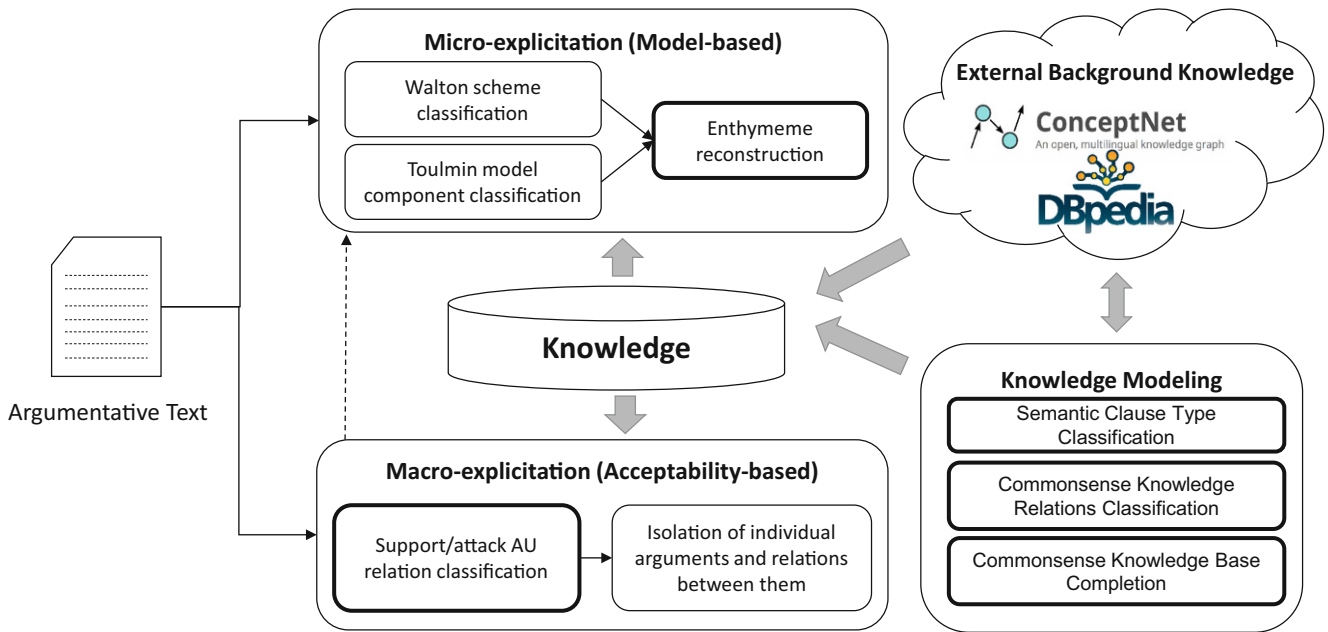 Micro-explicitation (Model-based)
Walton scheme
classification
Toulmin model
component classification
Enthymeme
reconstruction
External Background Knowledge
ConceptNet
An open, multilingual knowledge graph
DBpedia
Argumentative Text
Knowledge
Macro-explicitation (Acceptability-based)
Support/attack AU
relation classification
Isolation of individual
arguments and relations
between them
Knowledge Modeling
Semantic Clause Type
Classification
Commonsense Knowledge
Relations Classification
Commonsense Knowledge Base
Completion